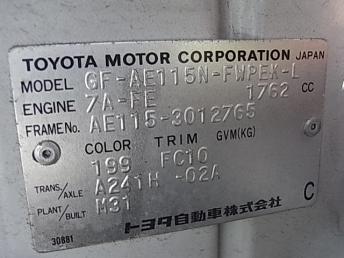 TOYOTA MOTOR CORPORATION JAPAN
MODEL GF-AE115N-FWPEK-L
ENGINE 7A-FE 1762 CC
FRAME No. AE115-3012765
COLOR TRIM GVM(KG)
199 FC10
TRANS./AXLE A241H -02A
PLANT/BUILT M31
C
30881 トヨタ自動車株式会社